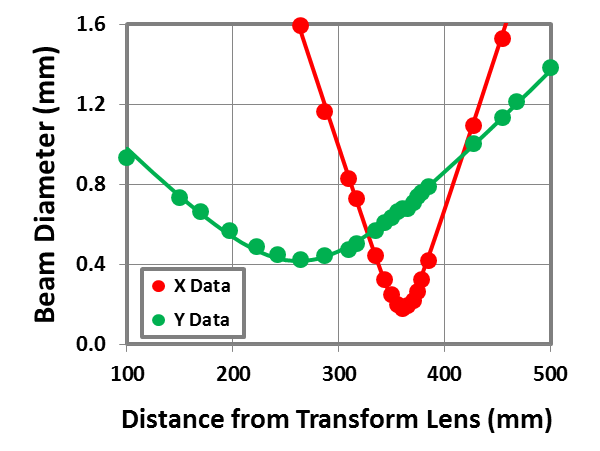 Beam Diameter (mm)
1.6
1.2
0.8
0.4
0.0
X Data
Y Data
100 200 300 400 500
Distance from Transform Lens (mm)